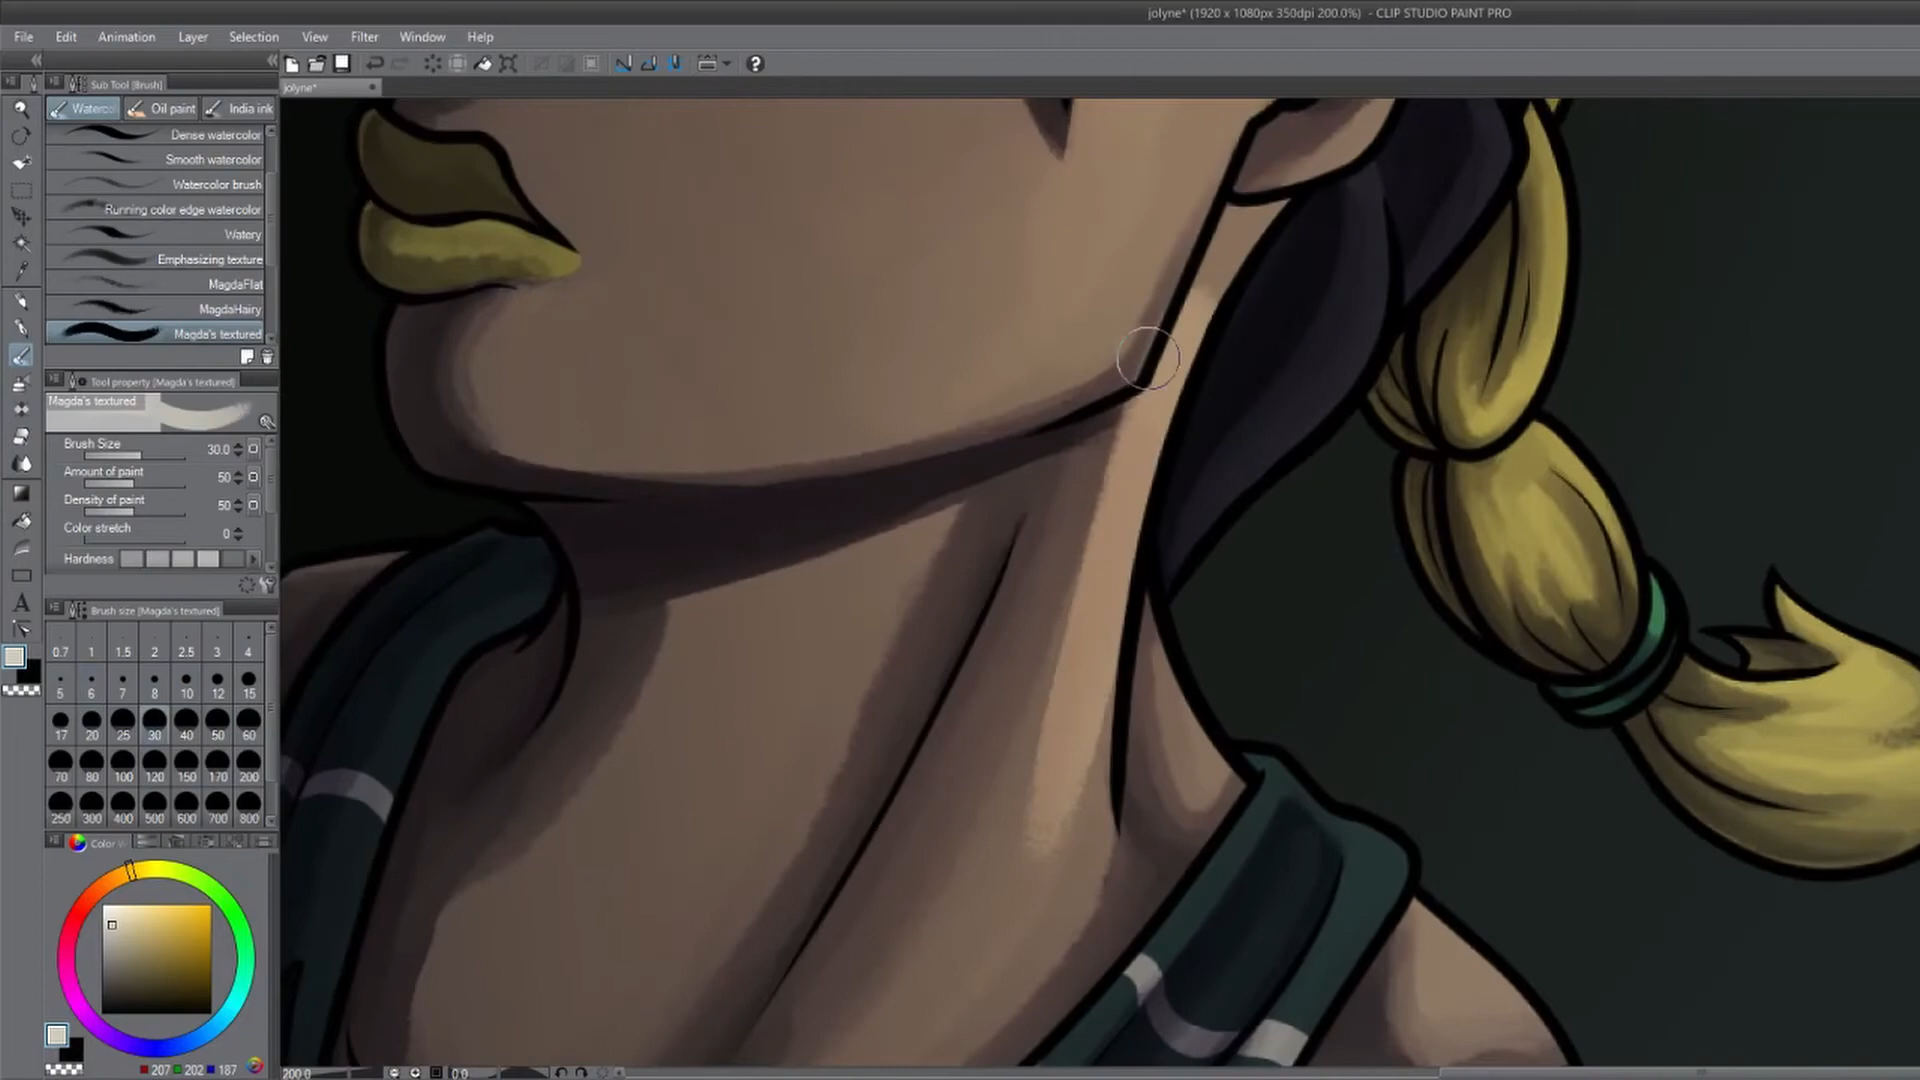 jolyne* (1920 x 1080px 350dpi 200.0%) - CLIP STUDIO PAINT PRO
File Edit Animation Layer Selection View Filter Window Help
Sub Tool [Brush]
jolyne*
Waterco Oil paint India ink
Dense watercolor
Smooth watercolor
Watercolor brush
Running color edge watercolor
Watery
Emphasizing texture
MagdaFlat
MagdaHairy
Magda's textured
Tool property [Magda's textured]
Magda's textured
Brush Size 30.0
Amount of paint 50
Density of paint 50
Color stretch 0
Hardness
Brush size [Magda's textured]
0.7 1 1.5 2 2.5 3 4
5 6 7 8 10 12 15
17 20 25 30 40 50 60
70 80 100 120 150 170 200
250 300 400 500 600 700 800
Color W
207 202 187
200.0 0.0